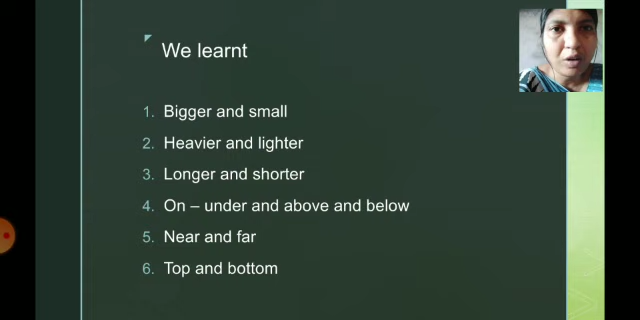 We learnt
1. Bigger and small
2. Heavier and lighter
3. Longer and shorter
4. On – under and above and below
5. Near and far
6. Top and bottom